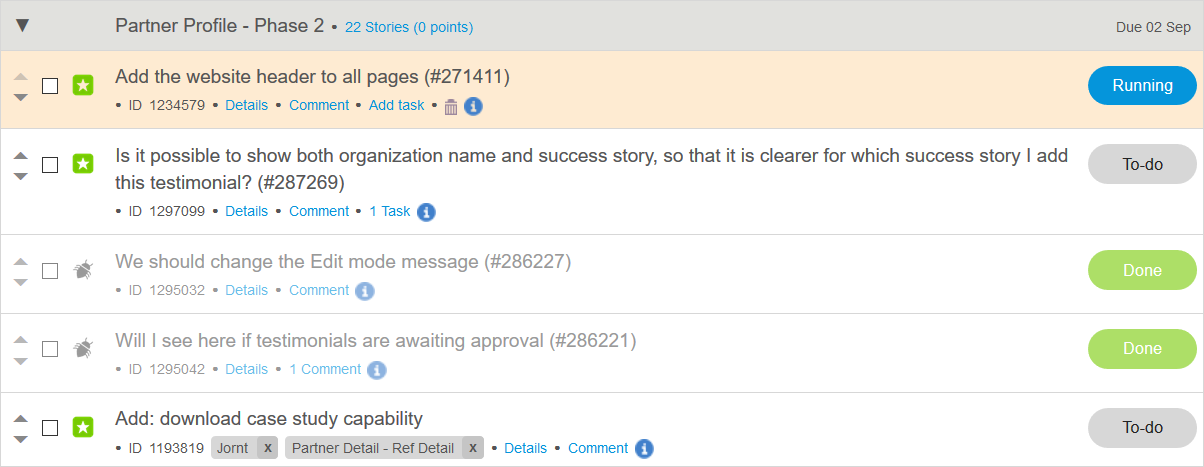 Partner Profile - Phase 2 • 22 Stories (0 points) Due 02 Sep
Add the website header to all pages (#271411) Running
• ID 1234579 • Details • Comment • Add task •
Is it possible to show both organization name and success story, so that it is clearer for which success story I add
this testimonial? (#287269) To-do
• ID 1297099 • Details • Comment • 1 Task
We should change the Edit mode message (#286227) Done
• ID 1295032 • Details • Comment
Will I see here if testimonials are awaiting approval (#286221) Done
• ID 1295042 • Details • 1 Comment
Add: download case study capability To-do
• ID 1193819 Jornt x Partner Detail - Ref Detail x • Details • Comment